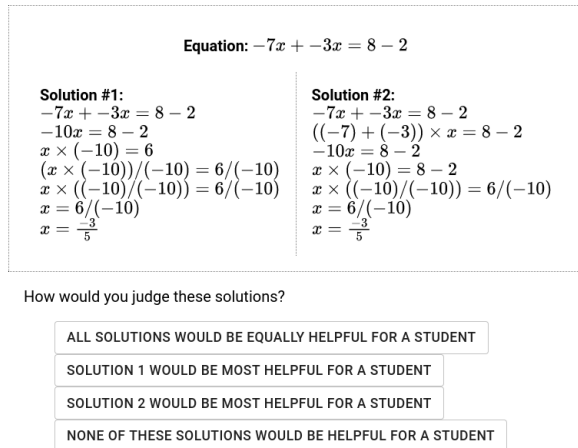 Equation: −7x + −3x = 8 − 2
Solution #1:
−7x + −3x = 8 − 2
−10x = 8 − 2
x × (−10) = 6
(x × (−10))/(−10) = 6/(−10)
x × ((−10)/(−10)) = 6/(−10)
x = 6/(−10)
x = −3/5
Solution #2:
−7x + −3x = 8 − 2
((−7) + (−3)) × x = 8 − 2
−10x = 8 − 2
x × (−10) = 8 − 2
x × ((−10)/(−10)) = 6/(−10)
x = 6/(−10)
x = −3/5
How would you judge these solutions?
ALL SOLUTIONS WOULD BE EQUALLY HELPFUL FOR A STUDENT
SOLUTION 1 WOULD BE MOST HELPFUL FOR A STUDENT
SOLUTION 2 WOULD BE MOST HELPFUL FOR A STUDENT
NONE OF THESE SOLUTIONS WOULD BE HELPFUL FOR A STUDENT